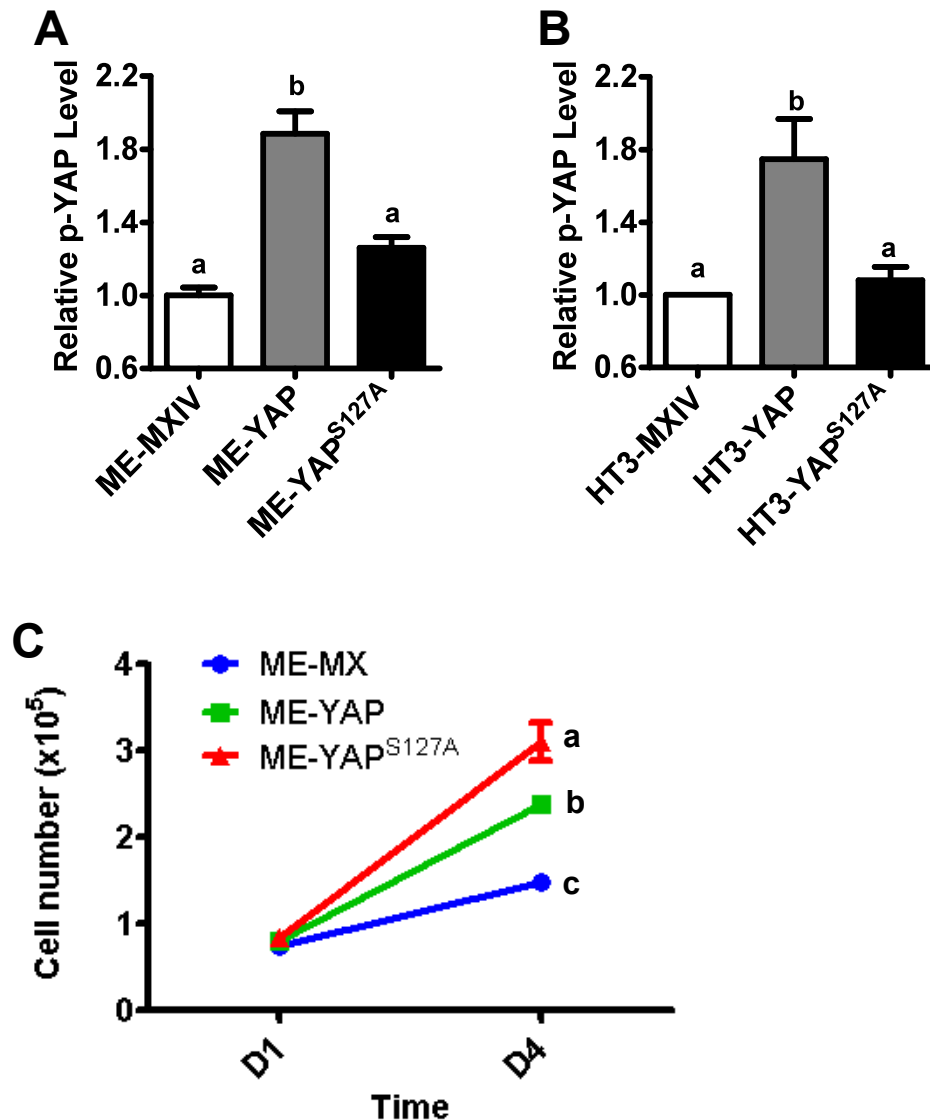 A
Relative p-YAP Level
2.2
1.8
1.4
1.0
0.6
a
b
a
ME-MXIV
ME-YAP
ME-YAP^S127A
B
Relative p-YAP Level
2.2
1.8
1.4
1.0
0.6
a
b
a
HT3-MXIV
HT3-YAP
HT3-YAP^S127A
C
Cell number (x10^5)
4
3
2
1
0
ME-MX
ME-YAP
ME-YAP^S127A
a
b
c
D1
D4
Time